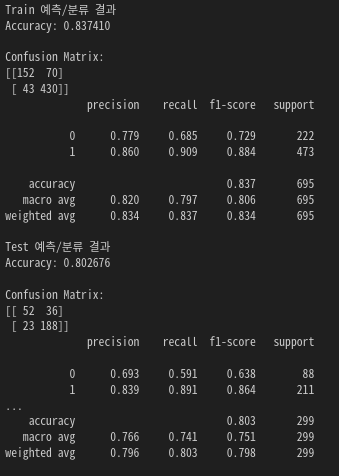 Train 예측/분류 결과
Accuracy: 0.837410

Confusion Matrix:
[[152  70]
 [ 43 430]]
              precision    recall  f1-score   support

           0      0.779     0.685     0.729       222
           1      0.860     0.909     0.884       473

    accuracy                          0.837       695
   macro avg      0.820     0.797     0.806       695
weighted avg      0.834     0.837     0.834       695

Test 예측/분류 결과
Accuracy: 0.802676

Confusion Matrix:
[[ 52  36]
 [ 23 188]]
              precision    recall  f1-score   support

           0      0.693     0.591     0.638        88
           1      0.839     0.891     0.864       211
...
    accuracy                          0.803       299
   macro avg      0.766     0.741     0.751       299
weighted avg      0.796     0.803     0.798       299